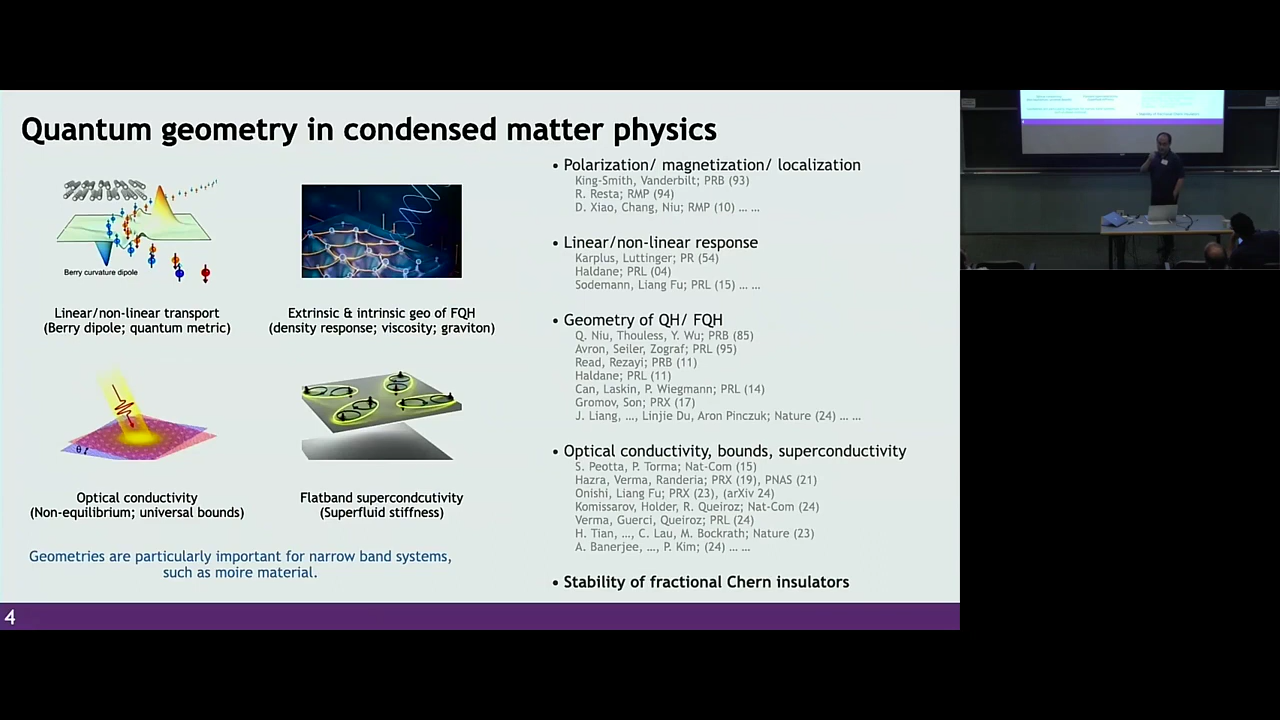 Quantum geometry in condensed matter physics
Berry curvature dipole
Linear/non-linear transport
(Berry dipole; quantum metric)
Extrinsic & intrinsic geo of FQH
(density response; viscosity; graviton)
θ
Optical conductivity
(Non-equilibrium; universal bounds)
Flatband supercondcutivity
(Superfluid stiffness)
Geometries are particularly important for narrow band systems,
such as moire material.
• Polarization/ magnetization/ localization
King-Smith, Vanderbilt; PRB (93)
R. Resta; RMP (94)
D. Xiao, Chang, Niu; RMP (10) ... ...
• Linear/non-linear response
Karplus, Luttinger; PR (54)
Haldane; PRL (04)
Sodemann, Liang Fu; PRL (15) ... ...
• Geometry of QH/ FQH
Q. Niu, Thouless, Y. Wu; PRB (85)
Avron, Seiler, Zograf; PRL (95)
Read, Rezayi; PRB (11)
Haldane; PRL (11)
Can, Laskin, P. Wiegmann; PRL (14)
Gromov, Son; PRX (17)
J. Liang, ..., Linjie Du, Aron Pinczuk; Nature (24) ... ...
• Optical conductivity, bounds, superconductivity
S. Peotta, P. Torma; Nat-Com (15)
Hazra, Verma, Randeria; PRX (19), PNAS (21)
Onishi, Liang Fu; PRX (23), (arXiv 24)
Komissarov, Holder, R. Queiroz; Nat-Com (24)
Verma, Guerci, Queiroz; PRL (24)
H. Tian, ..., C. Lau, M. Bockrath; Nature (23)
A. Banerjee, ..., P. Kim; (24) ... ...
• Stability of fractional Chern insulators
4